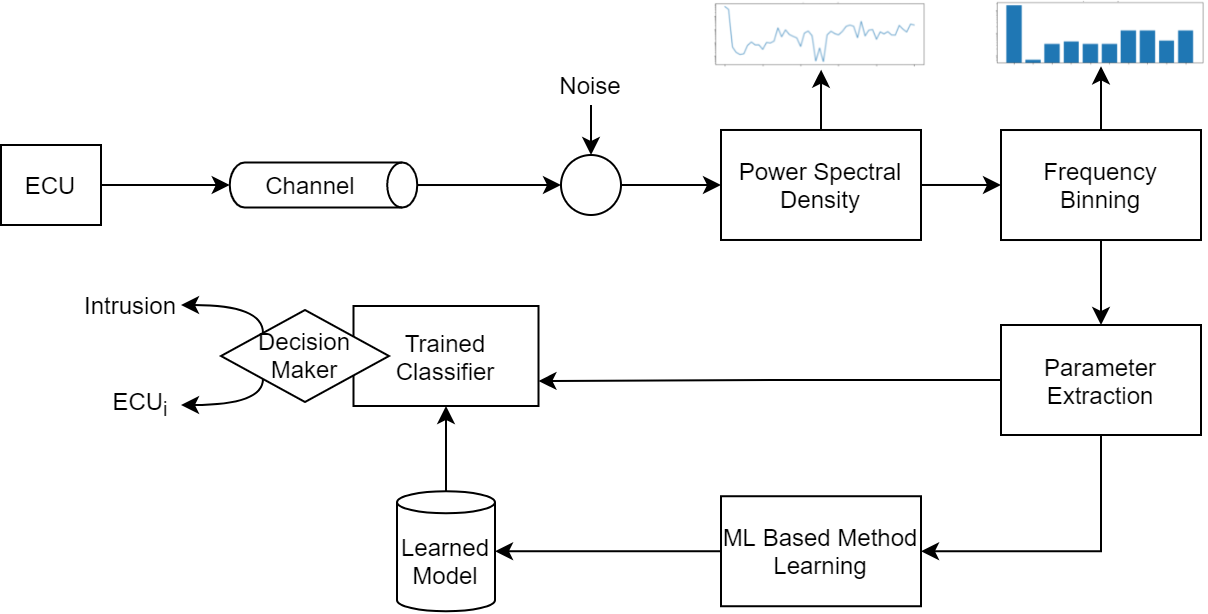 Noise
ECU
Channel
Power Spectral
Density
Frequency
Binning
Intrusion
Decision
Maker
ECUi
Trained
Classifier
Parameter
Extraction
Learned
Model
ML Based Method
Learning